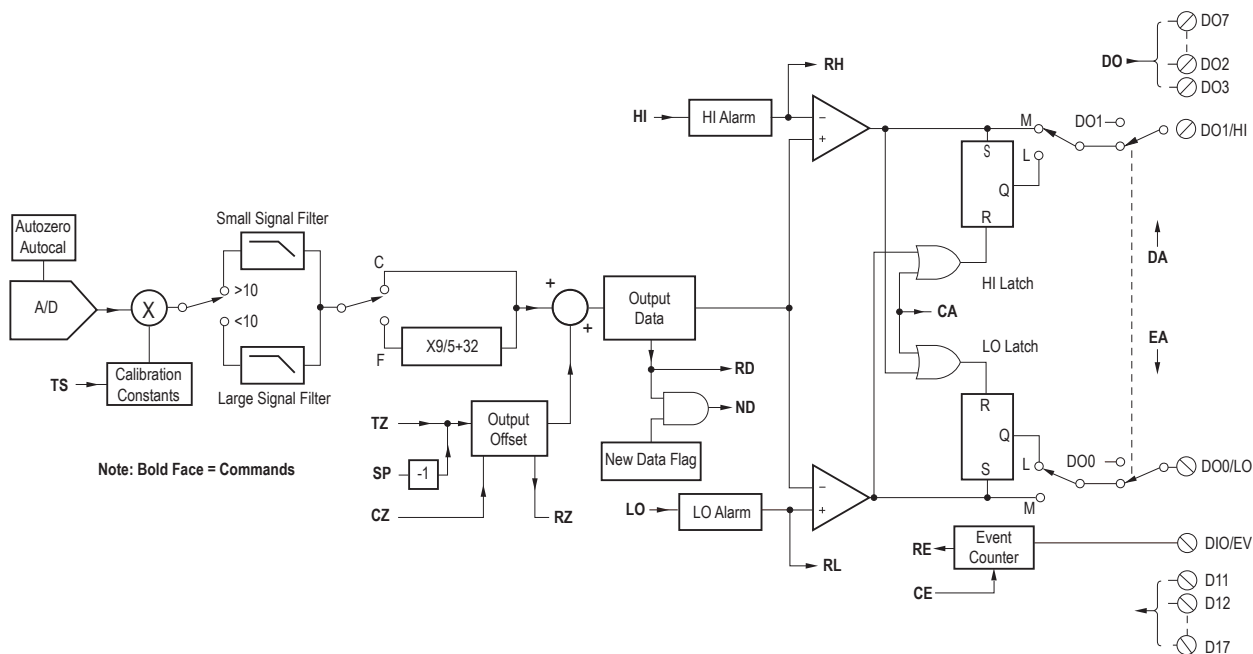 DO7
DO
DO2
DO3
RH
HI
HI Alarm
−
+
M
DO1
DO1/HI
S
L
Q
R
Autozero
Autocal
Small Signal Filter
A/D
X
>10
<10
C
F
X9/5+32
+
+
Output
Data
HI Latch
DA
CA
LO Latch
EA
TS
Calibration
Constants
Large Signal Filter
RD
ND
TZ
Output
Offset
SP
-1
New Data Flag
Note: Bold Face = Commands
CZ
RZ
R
Q
S
L
DO0
DO0/LO
M
LO
LO Alarm
−
+
RL
RE
Event
Counter
DIO/EV
CE
D11
D12
D17